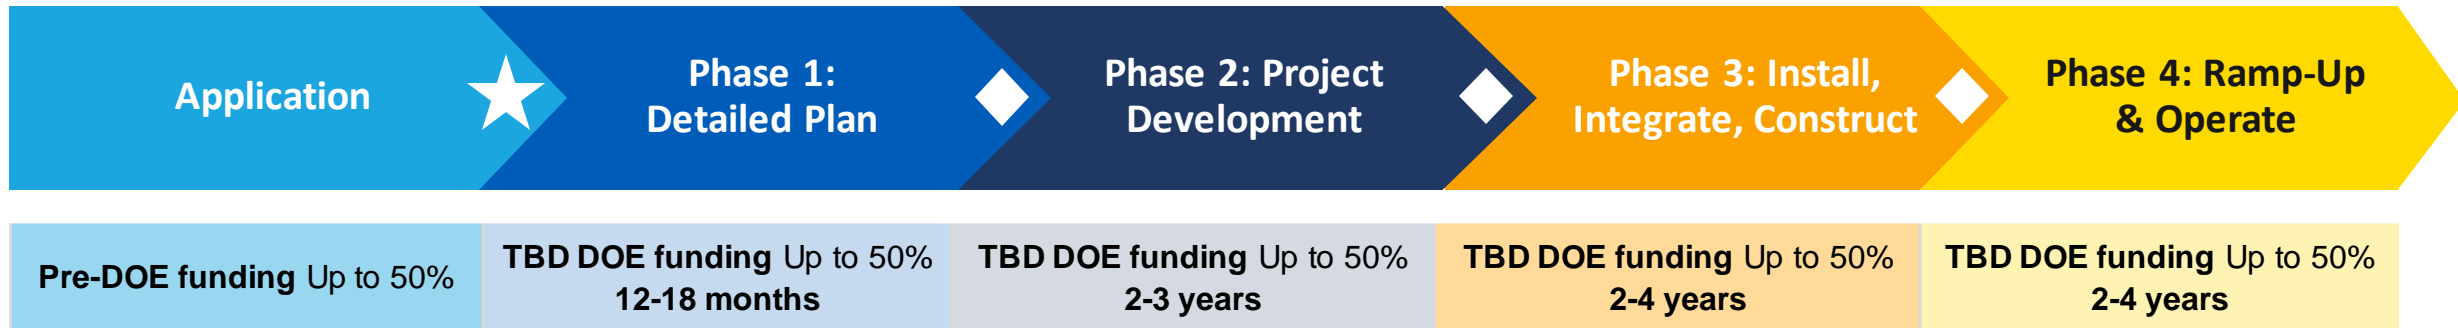 Application
Phase 1:
Detailed Plan
Phase 2: Project
Development
Phase 3: Install,
Integrate, Construct
Phase 4: Ramp-Up
& Operate
Pre-DOE funding Up to 50%
TBD DOE funding Up to 50%
12-18 months
TBD DOE funding Up to 50%
2-3 years
TBD DOE funding Up to 50%
2-4 years
TBD DOE funding Up to 50%
2-4 years